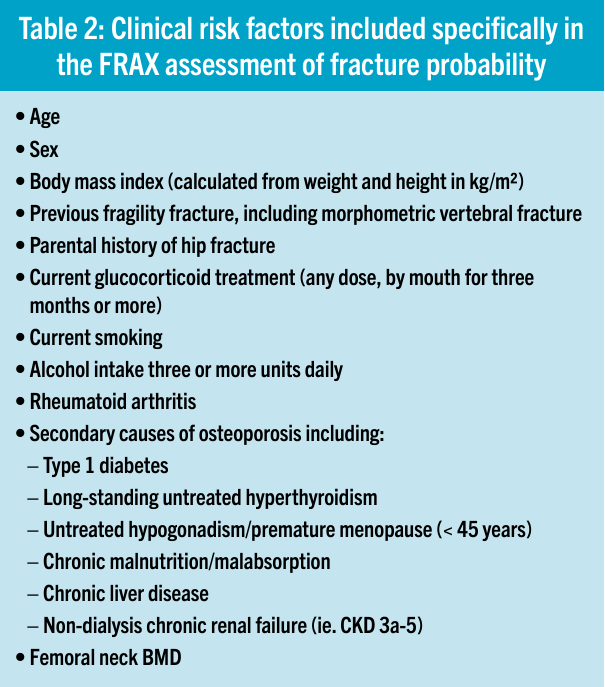 Table 2: Clinical risk factors included specifically in
the FRAX assessment of fracture probability
• Age
• Sex
• Body mass index (calculated from weight and height in kg/m²)
• Previous fragility fracture, including morphometric vertebral fracture
• Parental history of hip fracture
• Current glucocorticoid treatment (any dose, by mouth for three
months or more)
• Current smoking
• Alcohol intake three or more units daily
• Rheumatoid arthritis
• Secondary causes of osteoporosis including:
– Type 1 diabetes
– Long-standing untreated hyperthyroidism
– Untreated hypogonadism/premature menopause (< 45 years)
– Chronic malnutrition/malabsorption
– Chronic liver disease
– Non-dialysis chronic renal failure (ie. CKD 3a-5)
• Femoral neck BMD